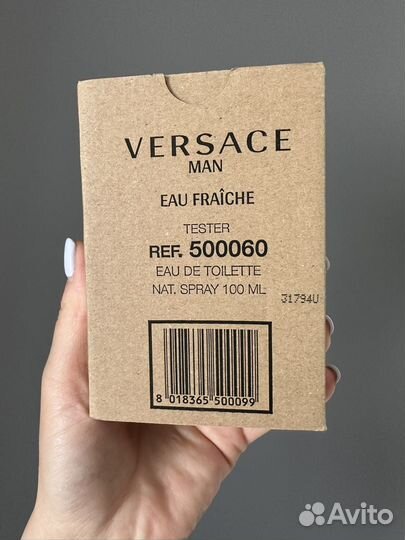 VERSACE
MAN
EAU FRAÎCHE
TESTER
REF. 500060
EAU DE TOILETTE
NAT. SPRAY 100 ML
31794U
8 018365 500099
Avito